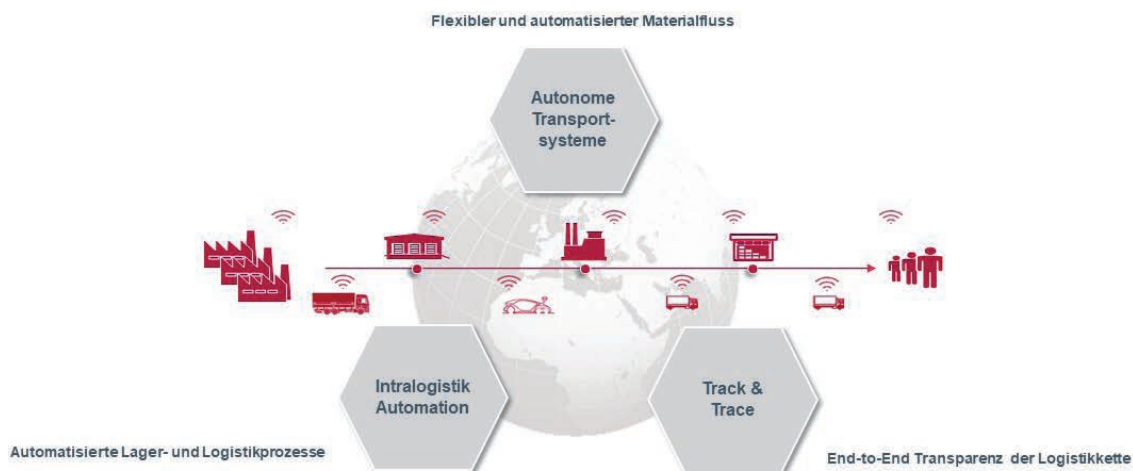 Flexibler und automatisierter Materialfluss
Autonome
Transport-
systeme
Intralogistik
Automation
Track &
Trace
Automatisierte Lager- und Logistikprozesse
End-to-End Transparenz der Logistikkette